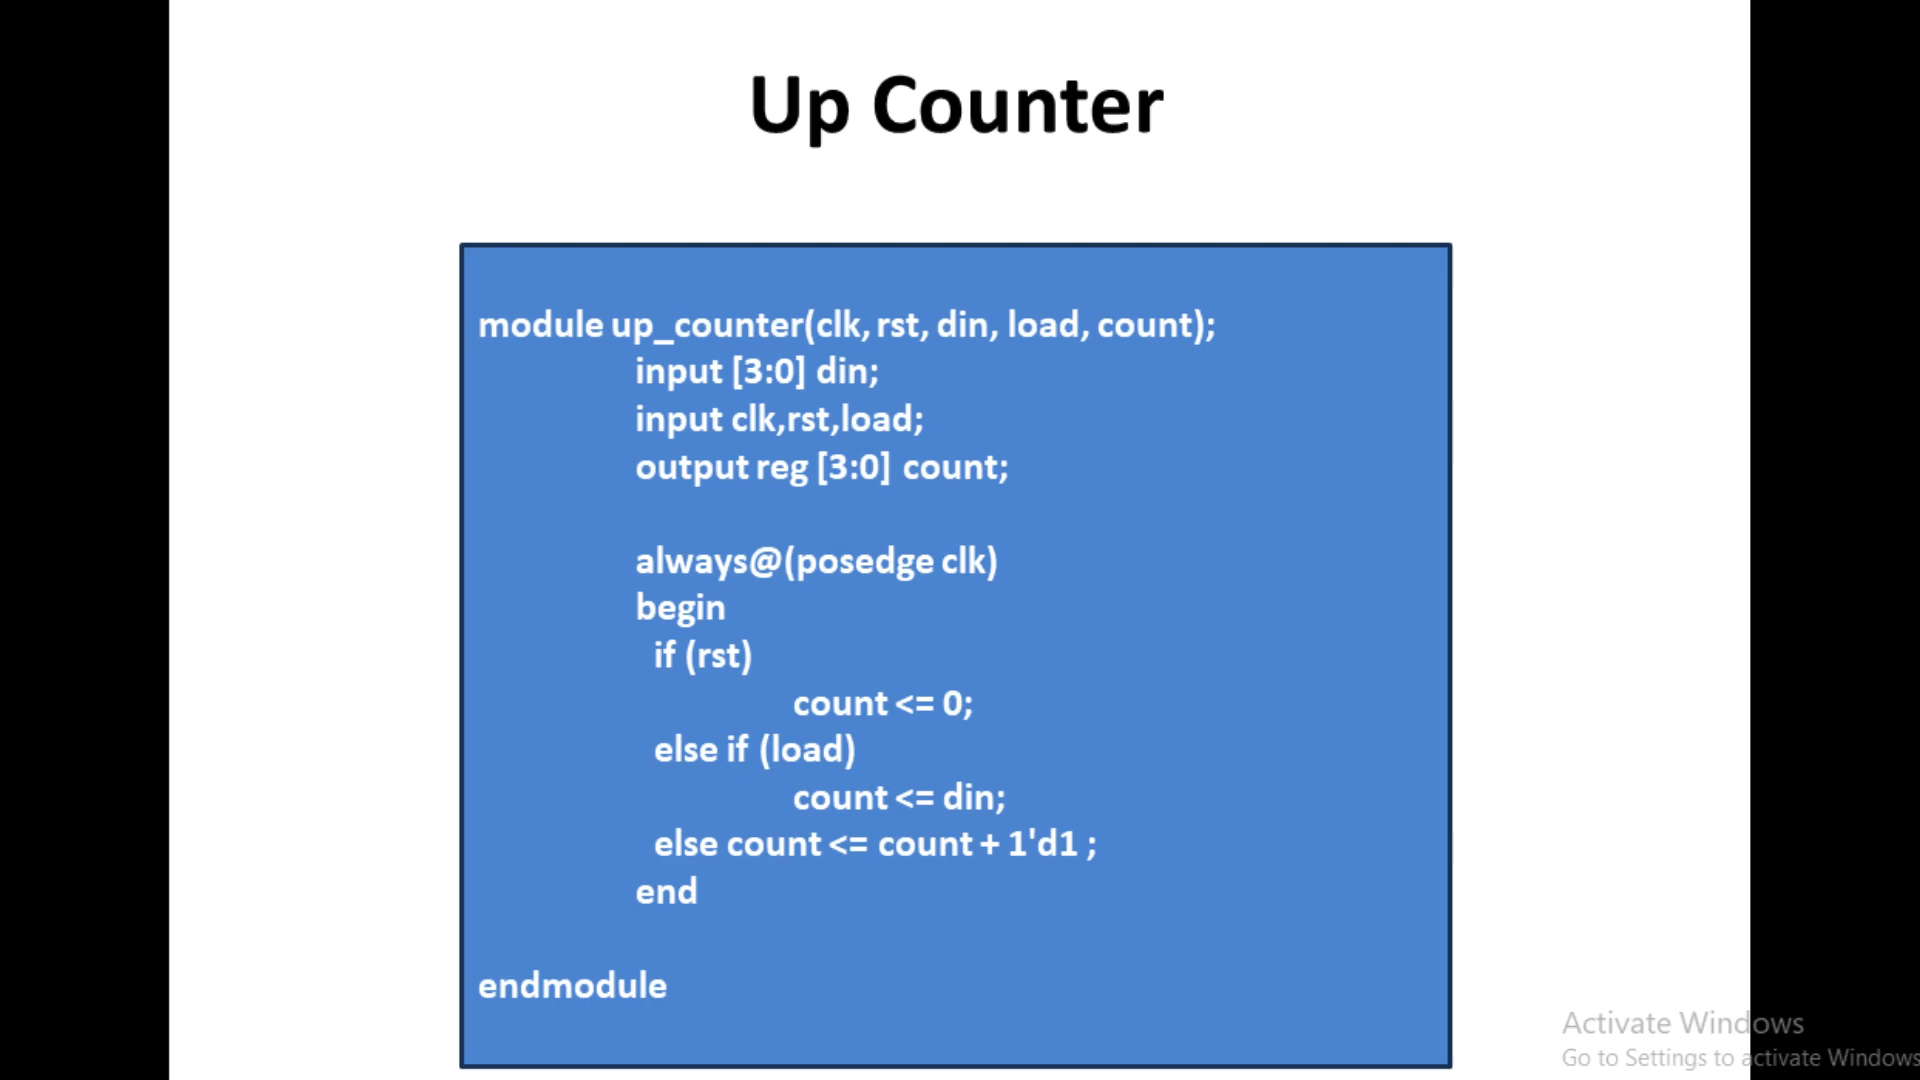 Up Counter
module up_counter(clk, rst, din, load, count);
input [3:0] din;
input clk,rst,load;
output reg [3:0] count;
always@(posedge clk)
begin
if (rst)
count <= 0;
else if (load)
count <= din;
else count <= count + 1'd1 ;
end
endmodule
Activate Windows
Go to Settings to activate Windows